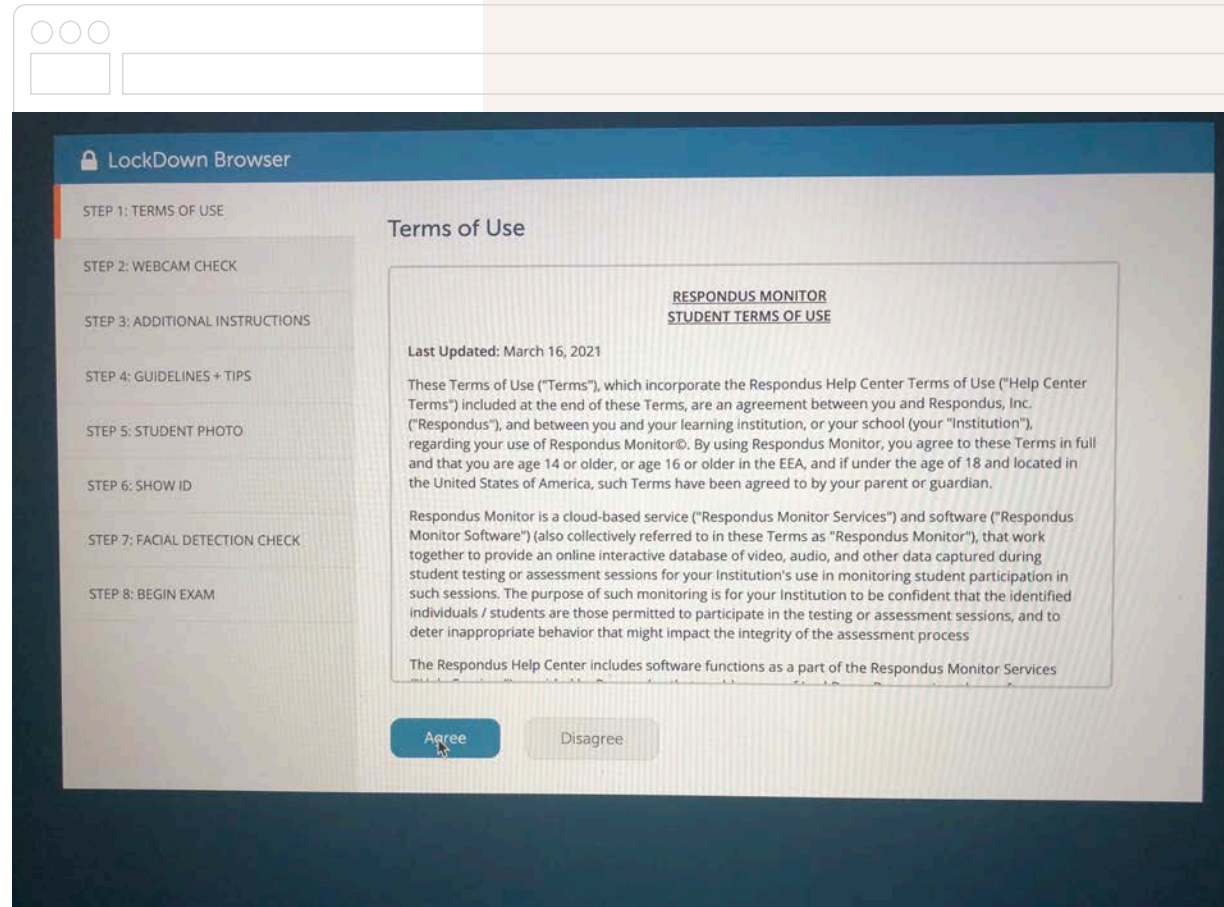 LockDown Browser
STEP 1: TERMS OF USE
STEP 2: WEBCAM CHECK
STEP 3: ADDITIONAL INSTRUCTIONS
STEP 4: GUIDELINES + TIPS
STEP 5: STUDENT PHOTO
STEP 6: SHOW ID
STEP 7: FACIAL DETECTION CHECK
STEP 8: BEGIN EXAM
Terms of Use
RESPONDUS MONITOR
STUDENT TERMS OF USE
Last Updated: March 16, 2021
These Terms of Use ("Terms"), which incorporate the Respondus Help Center Terms of Use ("Help Center
Terms") included at the end of these Terms, are an agreement between you and Respondus, Inc.
("Respondus"), and between you and your learning institution, or your school (your "Institution"),
regarding your use of Respondus Monitor©. By using Respondus Monitor, you agree to these Terms in full
and that you are age 14 or older, or age 16 or older in the EEA, and if under the age of 18 and located in
the United States of America, such Terms have been agreed to by your parent or guardian.
Respondus Monitor is a cloud-based service ("Respondus Monitor Services") and software ("Respondus
Monitor Software") (also collectively referred to in these Terms as "Respondus Monitor"), that work
together to provide an online interactive database of video, audio, and other data captured during
student testing or assessment sessions for your Institution's use in monitoring student participation in
such sessions. The purpose of such monitoring is for your Institution to be confident that the identified
individuals / students are those permitted to participate in the testing or assessment sessions, and to
deter inappropriate behavior that might impact the integrity of the assessment process
The Respondus Help Center includes software functions as a part of the Respondus Monitor Services
Agree
Disagree